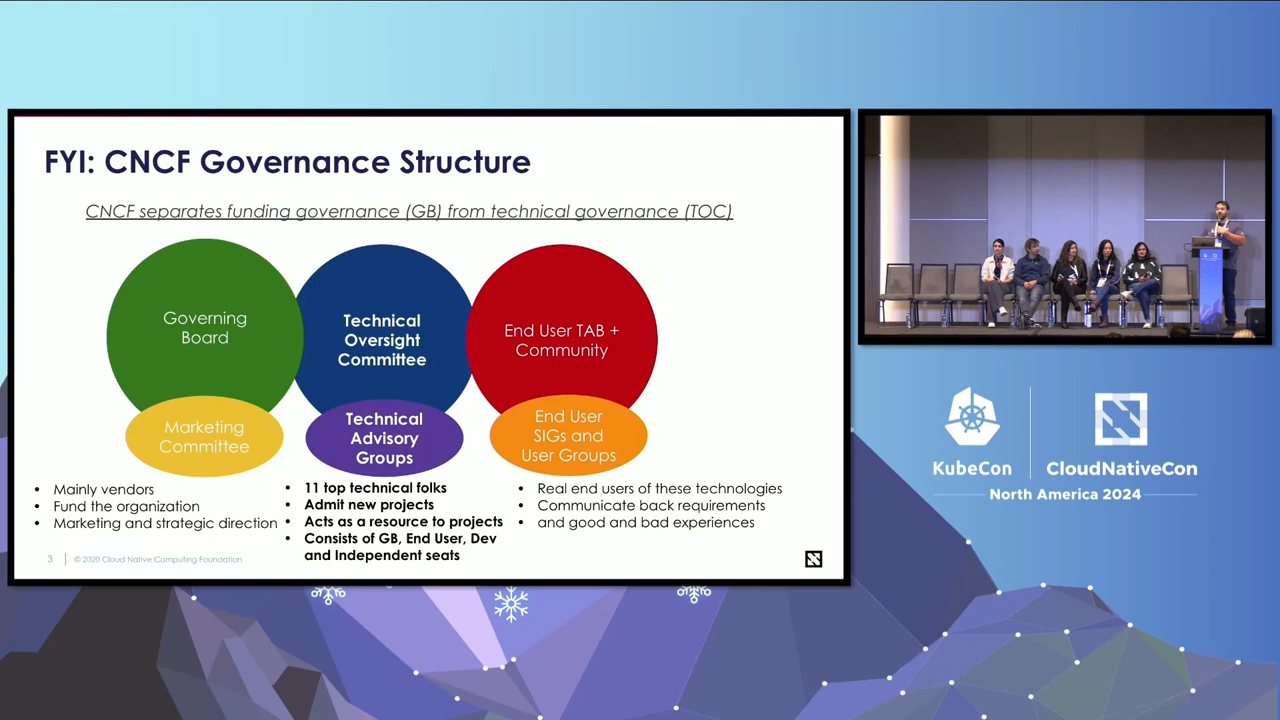 FYI: CNCF Governance Structure
CNCF separates funding governance (GB) from technical governance (TOC)
Governing
Board
Technical
Oversight
Committee
End User TAB +
Community
Marketing
Committee
Technical
Advisory
Groups
End User
SIGs and
User Groups
• Mainly vendors
• Fund the organization
• Marketing and strategic direction
• 11 top technical folks
• Admit new projects
• Acts as a resource to projects
• Consists of GB, End User, Dev
and Independent seats
• Real end users of these technologies
• Communicate back requirements
• and good and bad experiences
3 | © 2020 Cloud Native Computing Foundation
KubeCon
CloudNativeCon
North America 2024